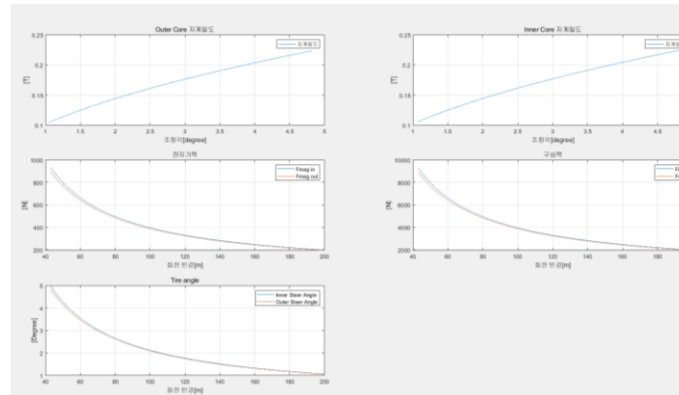 Outer Core 자계밀도
0.25
0.2
0.15
0.1
[T]
자계밀도
1 1.5 2 2.5 3 3.5 4 4.5 5
조향각[degree]
Inner Core 자계밀도
0.25
0.2
0.15
0.1
[T]
1 1.5 2 2.5 3 3.5 4 4.5
조향각[degree]
전자기력
1000
800
600
400
200
[N]
Fmag in
Fmag out
40 60 80 100 120 140 160 180 200
회전 반경[m]
구심력
10000
8000
6000
4000
2000
[N]
40 60 80 100 120 140 160 180
회전 반경[m]
Tire angle
5
4
3
2
1
[Degree]
Inner Steer Angle
Outer Steer Angle
40 60 80 100 120 140 160 180 200
회전 반경[m]